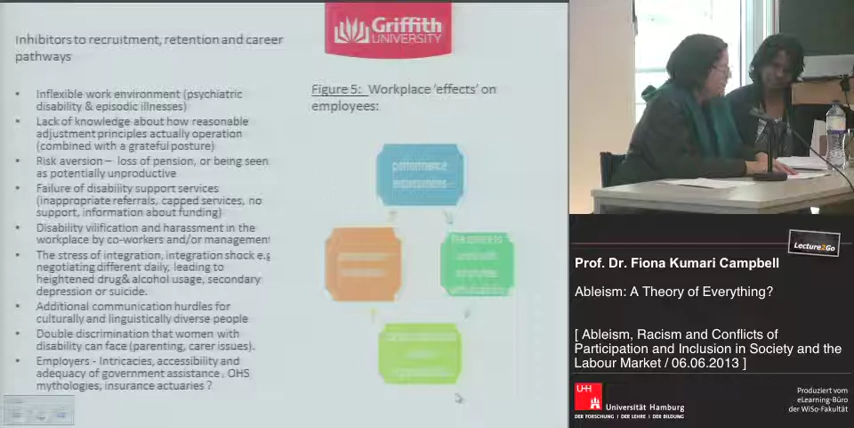 Griffith
UNIVERSITY
Inhibitors to recruitment, retention and career
pathways
• Inflexible work environment (psychiatric
disability & episodic illnesses)
• Lack of knowledge about how reasonable
adjustment principles actually operation
(combined with a grateful posture)
• Risk aversion – loss of pension, or being seen
as potentially unproductive
• Failure of disability support services
(inappropriate referrals, capped services, no
support, information about funding)
• Disability vilification and harassment in the
workplace by co-workers and/or management
• The stress of integration, integration shock e.g
negotiating different daily, leading to
heightened drug& alcohol usage, secondary
depression or suicide.
• Additional communication hurdles for
culturally and linguistically diverse people
• Double discrimination that women with
disability can face (parenting, carer issues).
• Employers - Intricacies, accessibility and
adequacy of government assistance , OHS
mythologies, insurance actuaries ?
Figure 5: Workplace 'effects' on
employees:
performance
Lecture2Go
Prof. Dr. Fiona Kumari Campbell
Ableism: A Theory of Everything?
[ Ableism, Racism and Conflicts of
Participation and Inclusion in Society and the
Labour Market / 06.06.2013 ]
UH
Universität Hamburg
DER FORSCHUNG | DER LEHRE | DER BILDUNG
Produziert vom
eLearning-Büro
der WiSo-Fakultät